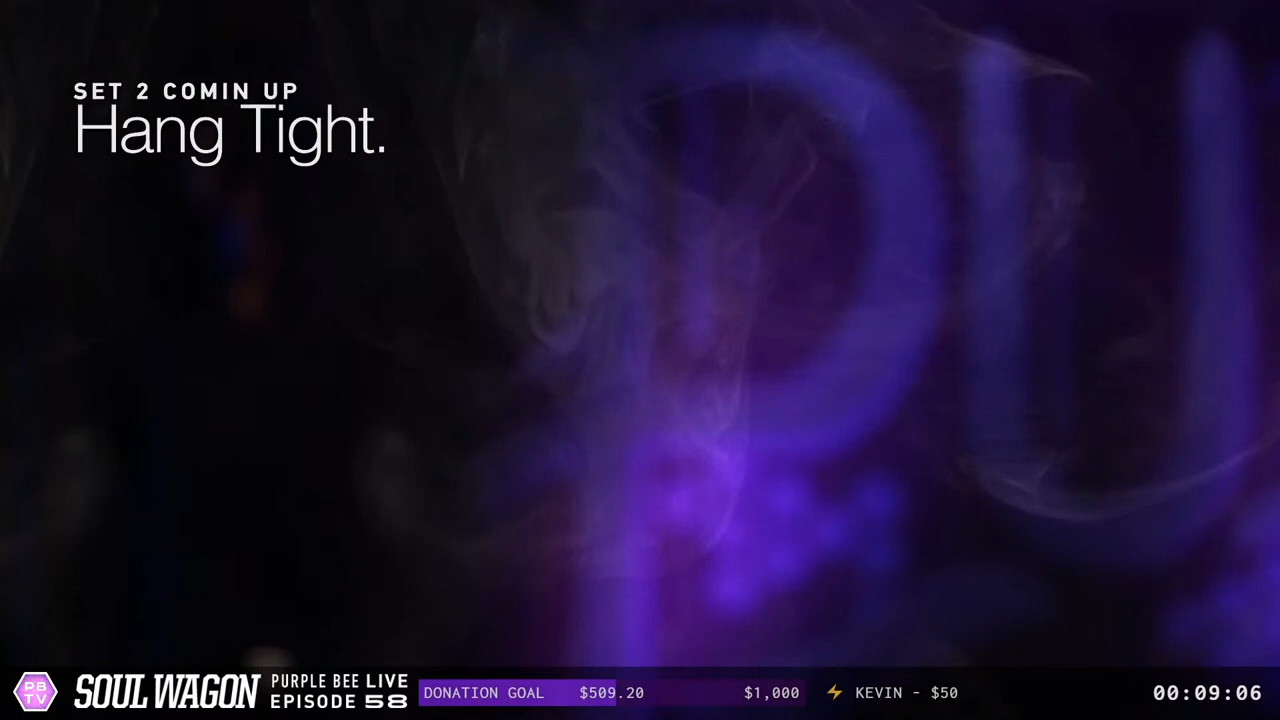 SET 2 COMIN UP
Hang Tight.
PU
PB
TV
SOUL WAGON
PURPLE BEE LIVE
EPISODE 58
DONATION GOAL $509.20 $1,000
KEVIN - $50
00:09:06